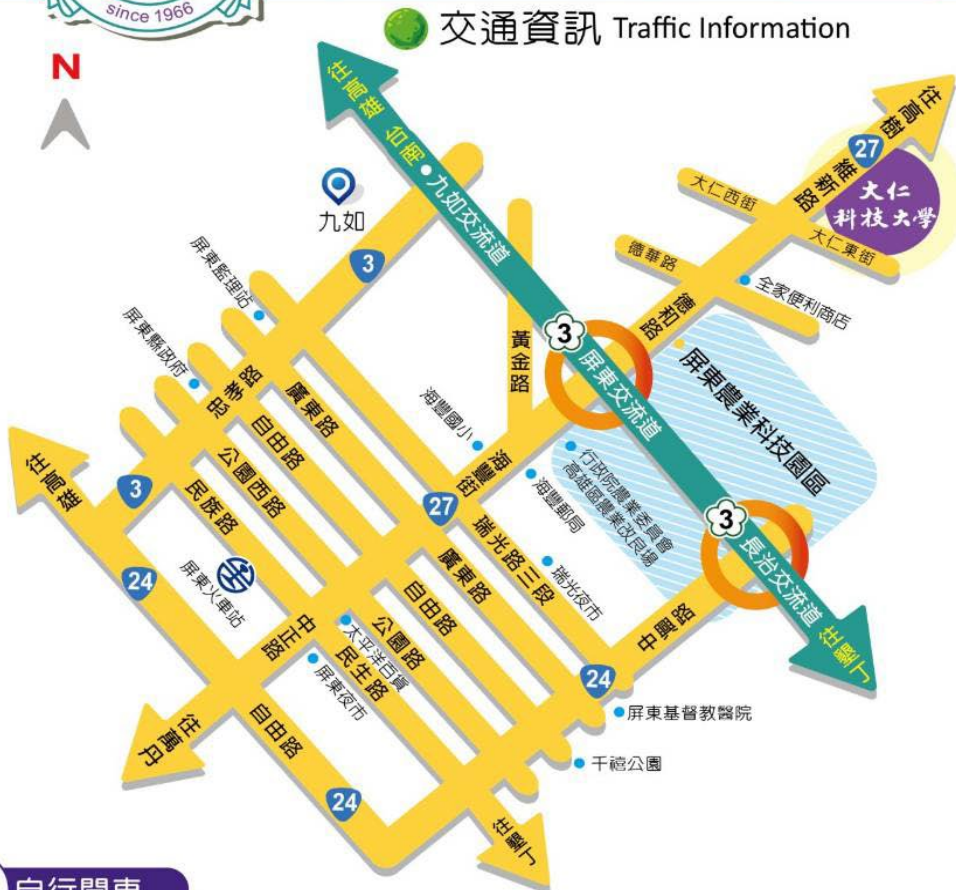 since 1966
交通資訊 Traffic Information
N
往高雄 台南
九如交流道
往高樹
27
維新路
大仁
科技大學
大仁西街
大仁東街
德華路
全家便利商店
九如
3
屏東監理站
屏東縣政府
忠孝路
廣東路
自由路
公園西路
民族路
3
往高雄
24
屏東火車站
黃金路
德和路
3
屏東交流道
屏東農業科技園區
海豐國小
海豐街
27
海豐郵局
行政院農業委員會
高雄區農業改良場
瑞光路三段
瑞光夜市
廣東路
自由路
公園路
太平洋百貨
民生路
中正路
屏東夜市
往萬丹
自由路
24
3
長治交流道
往墾丁
中興路
24
屏東基督教醫院
千禧公園
往墾丁
自行開車